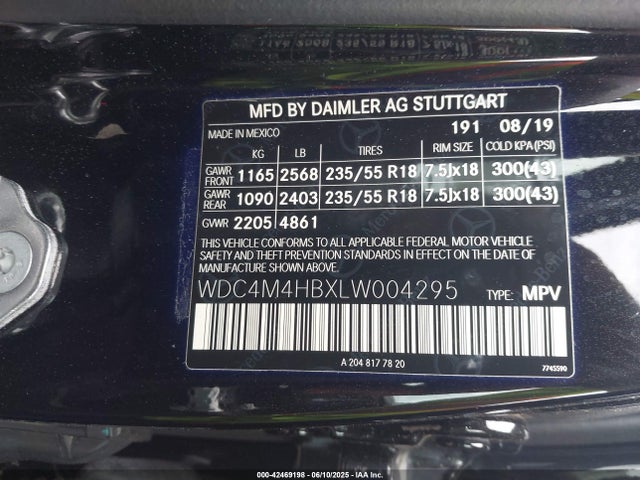 MFD BY DAIMLER AG STUTTGART
MADE IN MEXICO 191 08/19
KG LB TIRES RIM SIZE COLD KPA (PSI)
GAWR FRONT 1165 2568 235/55 R18 7.5Jx18 300(43)
GAWR REAR 1090 2403 235/55 R18 7.5Jx18 300(43)
GVWR 2205 4861
THIS VEHICLE CONFORMS TO ALL APPLICABLE FEDERAL MOTOR VEHICLE SAFETY, BUMPER,
AND THEFT PREVENTION STANDARDS IN EFFECT ON THE DATE OF MANUFACTURE SHOWN ABOVE.
WDC4M4HBXLW004295 TYPE: MPV
A 204 817 78 20 7745590
000-42469198 - 06/10/2025 - IAA, LLC